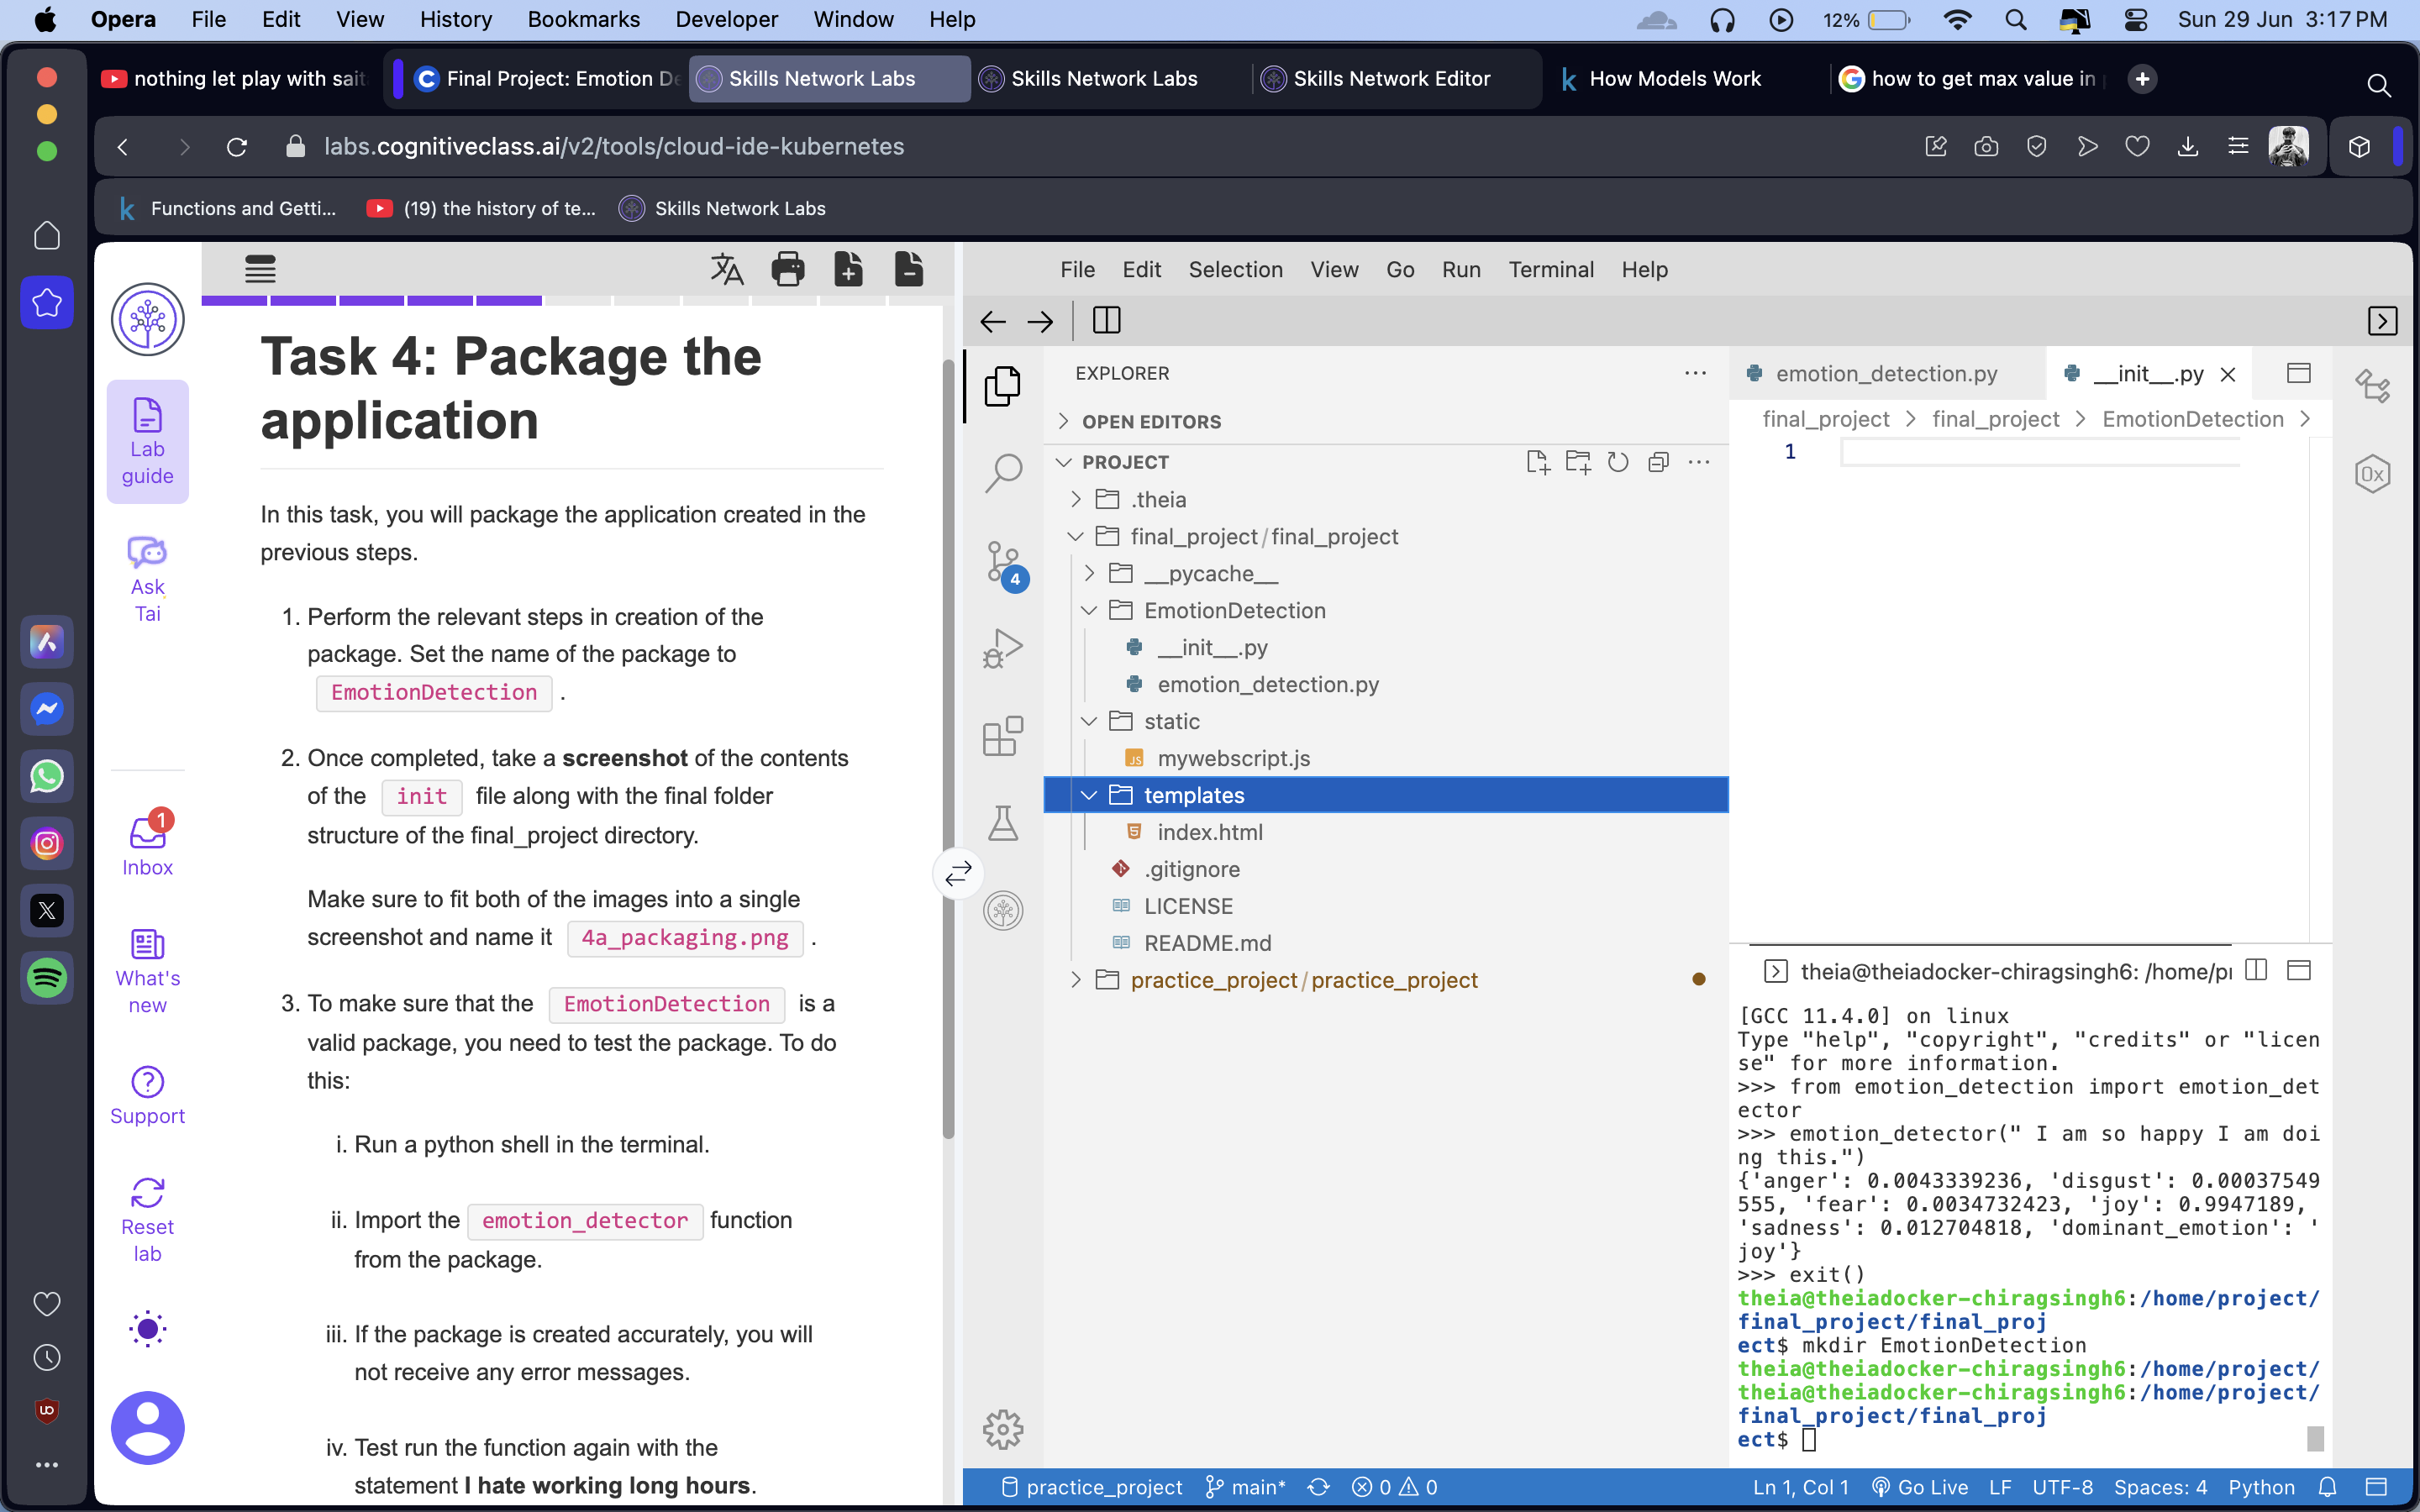 Opera File Edit View History Bookmarks Developer Window Help
12% Sun 29 Jun 3:17 PM
nothing let play with sait
Final Project: Emotion De
Skills Network Labs
Skills Network Labs
Skills Network Editor
How Models Work
how to get max value in
labs.cognitiveclass.ai/v2/tools/cloud-ide-kubernetes
Functions and Getti...
(19) the history of te...
Skills Network Labs
Lab
guide
Ask
Tai
1
Inbox
What's
new
Support
Reset
lab
Task 4: Package the
application
In this task, you will package the application created in the
previous steps.
1. Perform the relevant steps in creation of the
package. Set the name of the package to
EmotionDetection .
2. Once completed, take a screenshot of the contents
of the init file along with the final folder
structure of the final_project directory.
Make sure to fit both of the images into a single
screenshot and name it 4a_packaging.png .
3. To make sure that the EmotionDetection is a
valid package, you need to test the package. To do
this:
i. Run a python shell in the terminal.
ii. Import the emotion_detector function
from the package.
iii. If the package is created accurately, you will
not receive any error messages.
iv. Test run the function again with the
statement I hate working long hours.
File Edit Selection View Go Run Terminal Help
EXPLORER
OPEN EDITORS
PROJECT
.theia
final_project/final_project
__pycache__
EmotionDetection
__init__.py
emotion_detection.py
static
mywebscript.js
templates
index.html
.gitignore
LICENSE
README.md
practice_project/practice_project
4
emotion_detection.py
__init__.py
final_project > final_project > EmotionDetection >
1
0x
theia@theiadocker-chiragsingh6: /home/pr
[GCC 11.4.0] on linux
Type "help", "copyright", "credits" or "licen
se" for more information.
>>> from emotion_detection import emotion_det
ector
>>> emotion_detector(" I am so happy I am doi
ng this.")
{'anger': 0.0043339236, 'disgust': 0.00037549
555, 'fear': 0.0034732423, 'joy': 0.9947189,
'sadness': 0.012704818, 'dominant_emotion': '
joy'}
>>> exit()
theia@theiadocker-chiragsingh6:/home/project/
final_project/final_proj
ect$ mkdir EmotionDetection
theia@theiadocker-chiragsingh6:/home/project/
theia@theiadocker-chiragsingh6:/home/project/
final_project/final_proj
ect$
practice_project main* 0 0
Ln 1, Col 1 Go Live LF UTF-8 Spaces: 4 Python